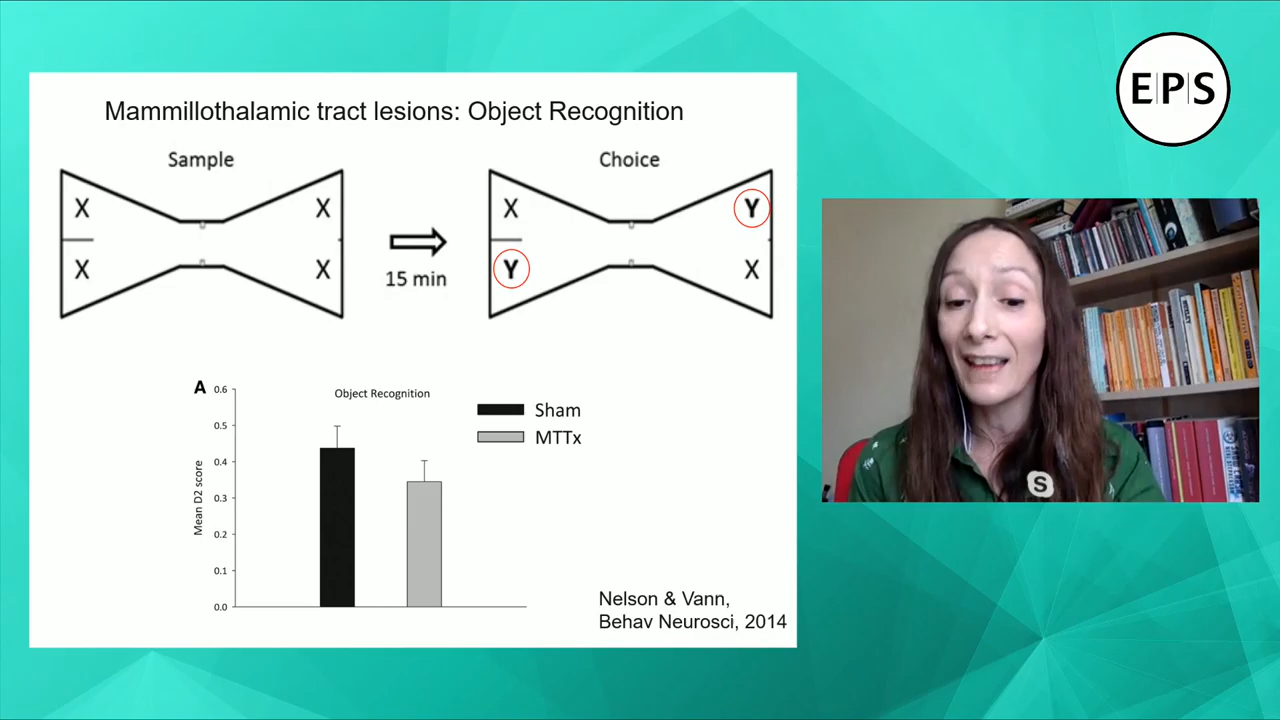 E|P|S
Mammillothalamic tract lesions: Object Recognition
Sample
Choice
X X X Y
X X Y X
15 min
A
Object Recognition
0.6
0.5
0.4
0.3
0.2
0.1
0.0
Mean D2 score
Sham
MTTx
Nelson & Vann,
Behav Neurosci, 2014
S